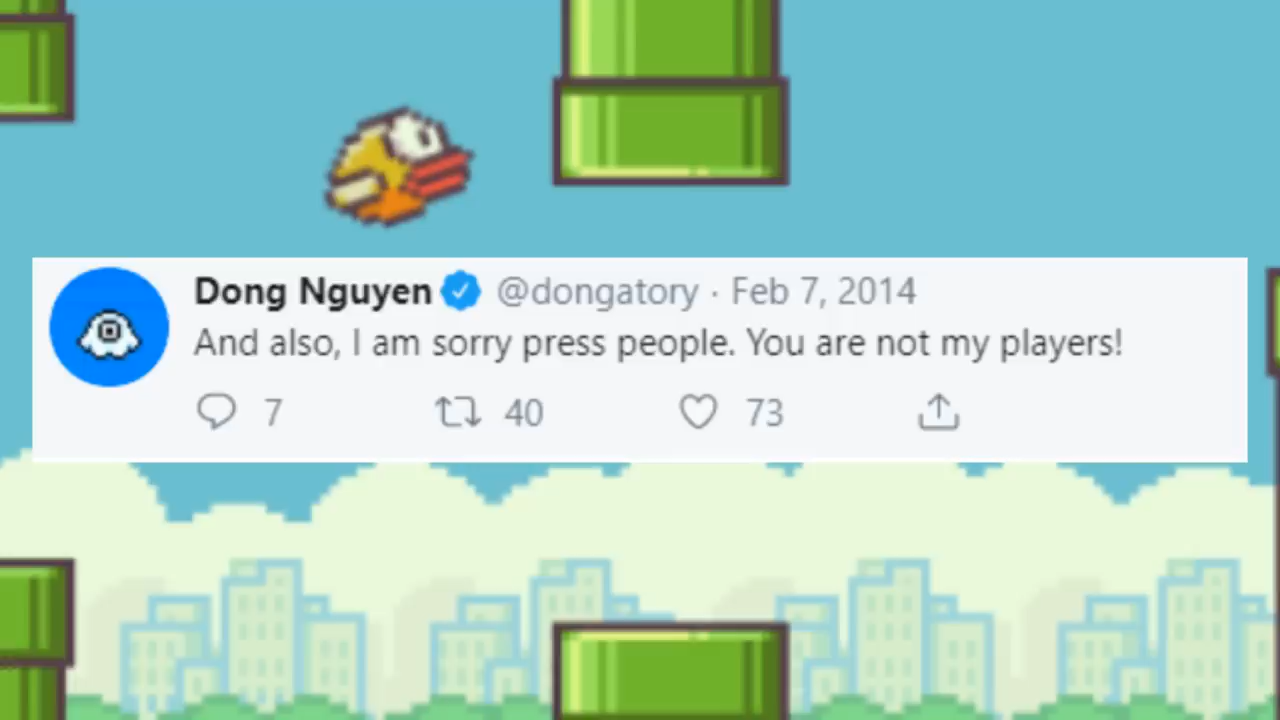 Dong Nguyen @dongatory · Feb 7, 2014
And also, I am sorry press people. You are not my players!
7 40 73